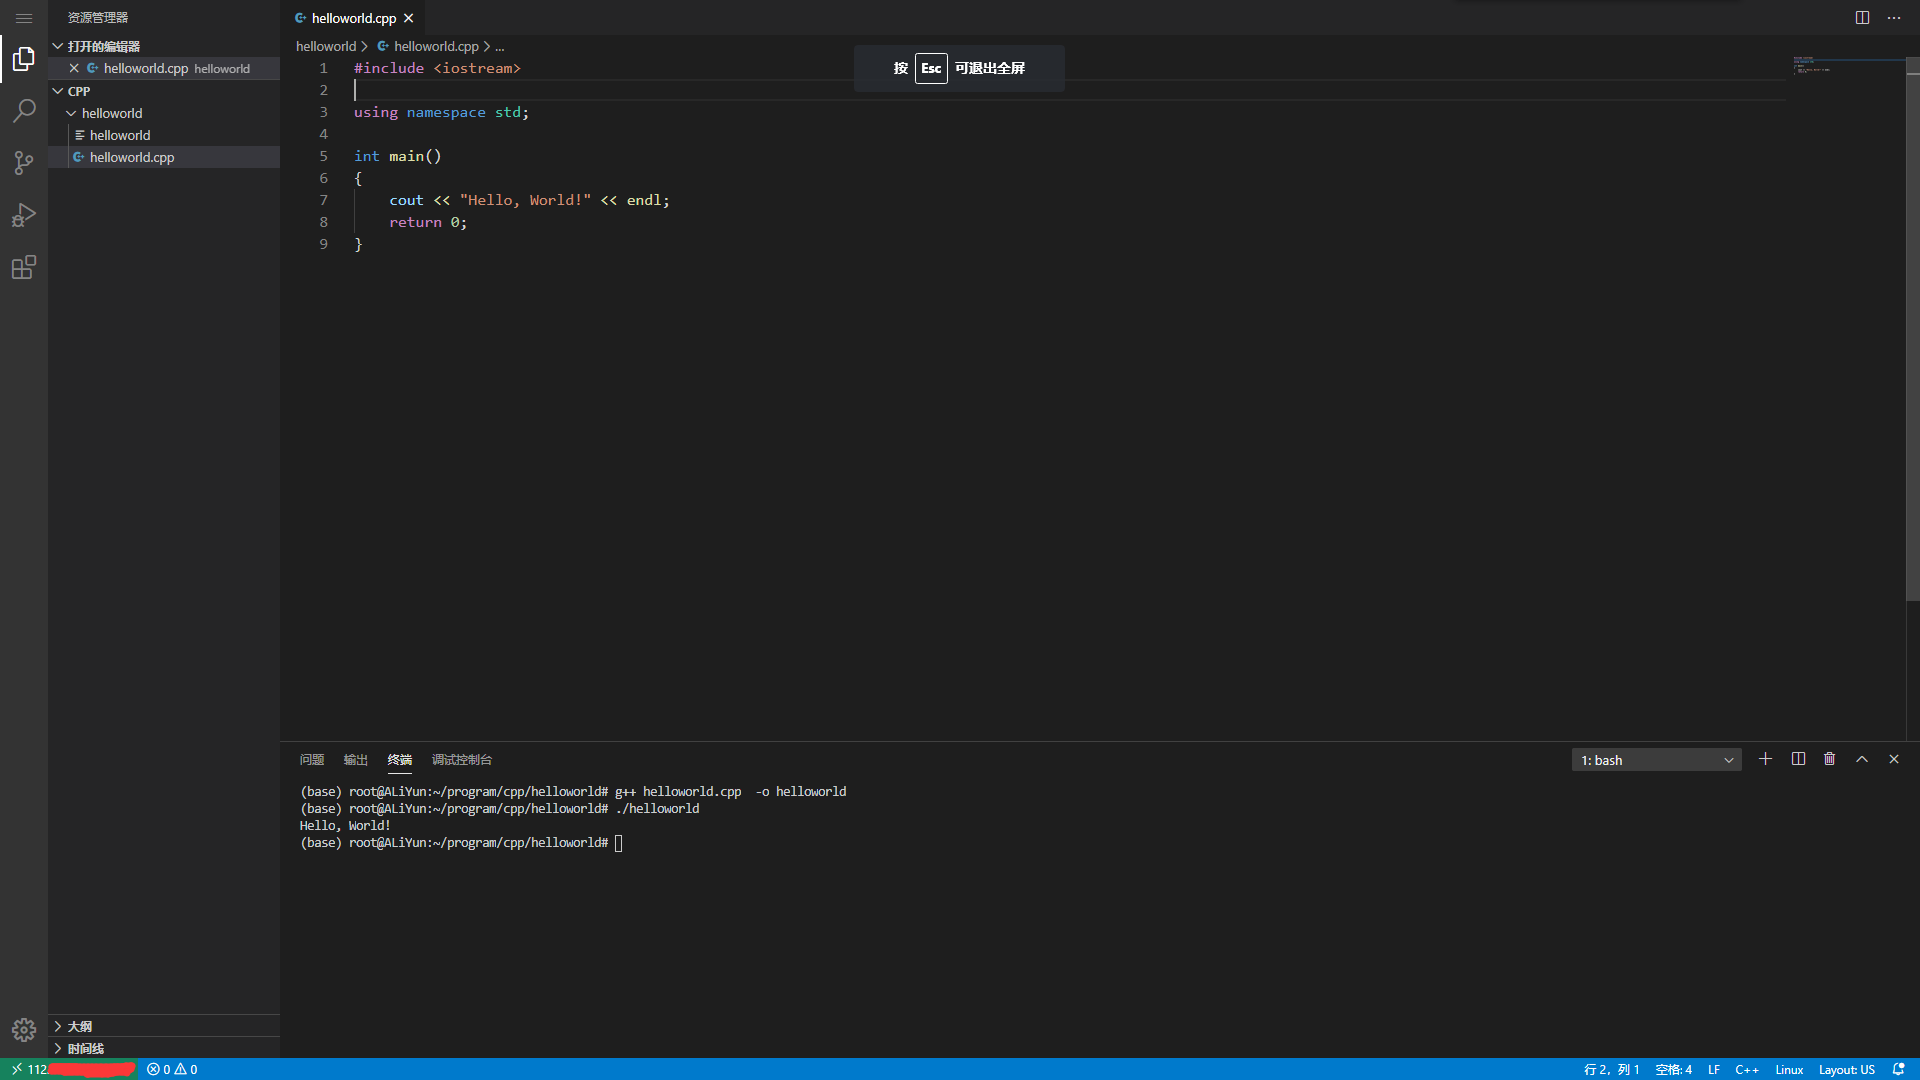 资源管理器
打开的编辑器
helloworld.cpp helloworld
CPP
helloworld
helloworld
helloworld.cpp
大纲
时间线
helloworld.cpp
helloworld > helloworld.cpp > ...
按 Esc 可退出全屏
1 #include <iostream>
2
3 using namespace std;
4
5 int main()
6 {
7 cout << "Hello, World!" << endl;
8 return 0;
9 }
问题 输出 终端 调试控制台
1: bash
(base) root@ALiYun:~/program/cpp/helloworld# g++ helloworld.cpp  -o helloworld
(base) root@ALiYun:~/program/cpp/helloworld# ./helloworld
Hello, World!
(base) root@ALiYun:~/program/cpp/helloworld#
112. 0 0 行 2，列 1 空格: 4 LF C++ Linux Layout: US